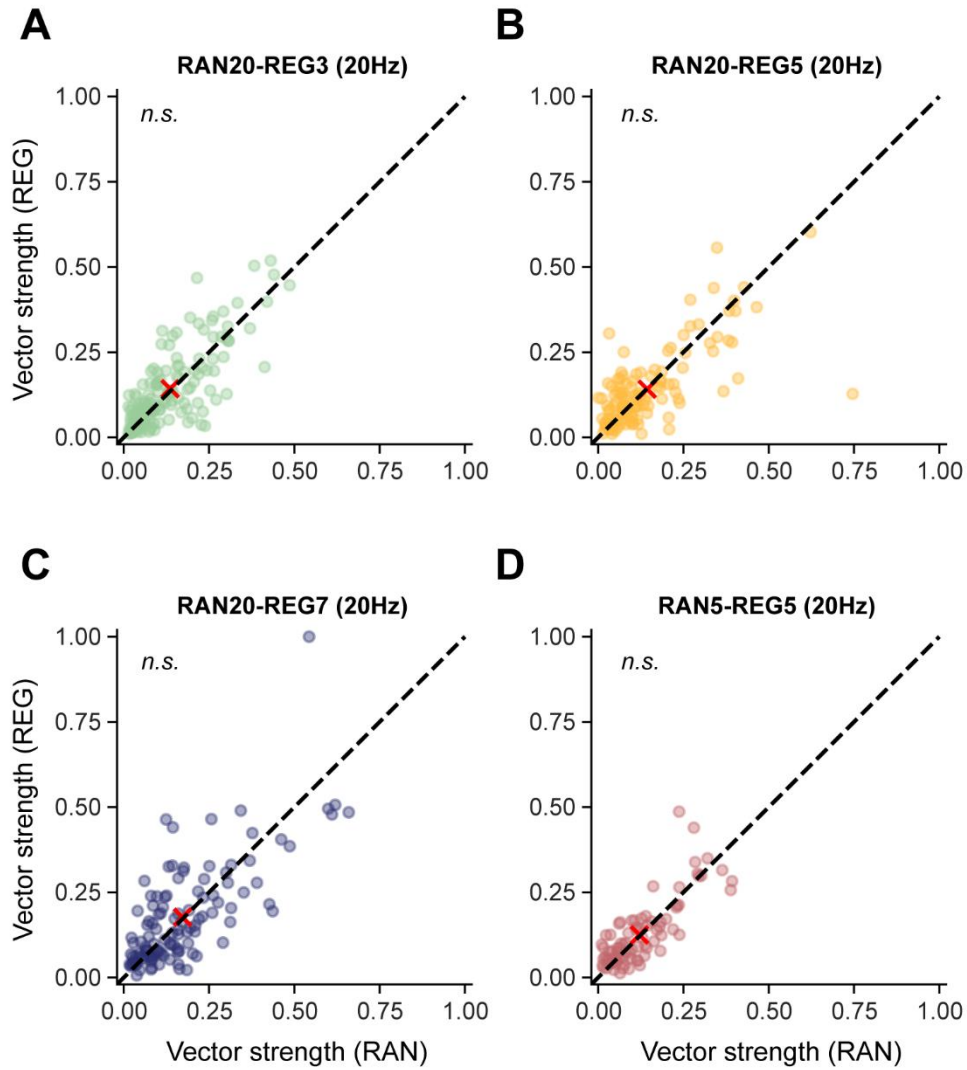 A
RAN20-REG3 (20Hz)
n.s.
Vector strength (REG)
1.00
0.75
0.50
0.25
0.00
0.00 0.25 0.50 0.75 1.00
B
RAN20-REG5 (20Hz)
n.s.
1.00
0.75
0.50
0.25
0.00
0.00 0.25 0.50 0.75 1.00
C
RAN20-REG7 (20Hz)
n.s.
Vector strength (REG)
1.00
0.75
0.50
0.25
0.00
0.00 0.25 0.50 0.75 1.00
Vector strength (RAN)
D
RAN5-REG5 (20Hz)
n.s.
1.00
0.75
0.50
0.25
0.00
0.00 0.25 0.50 0.75 1.00
Vector strength (RAN)